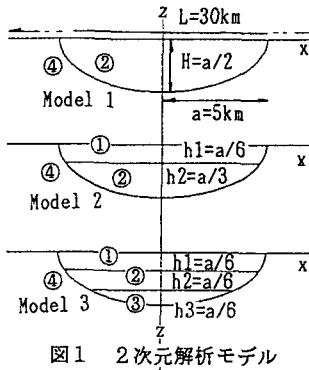 z
L=30km
x
④ ②
H=a/2
Model 1
a=5km
①
h1=a/6
x
④ ②
h2=a/3
Model 2
①
x
h1=a/6
④ ②
h2=a/6
Model 3
③
h3=a/6
z
図1 2次元解析モデル